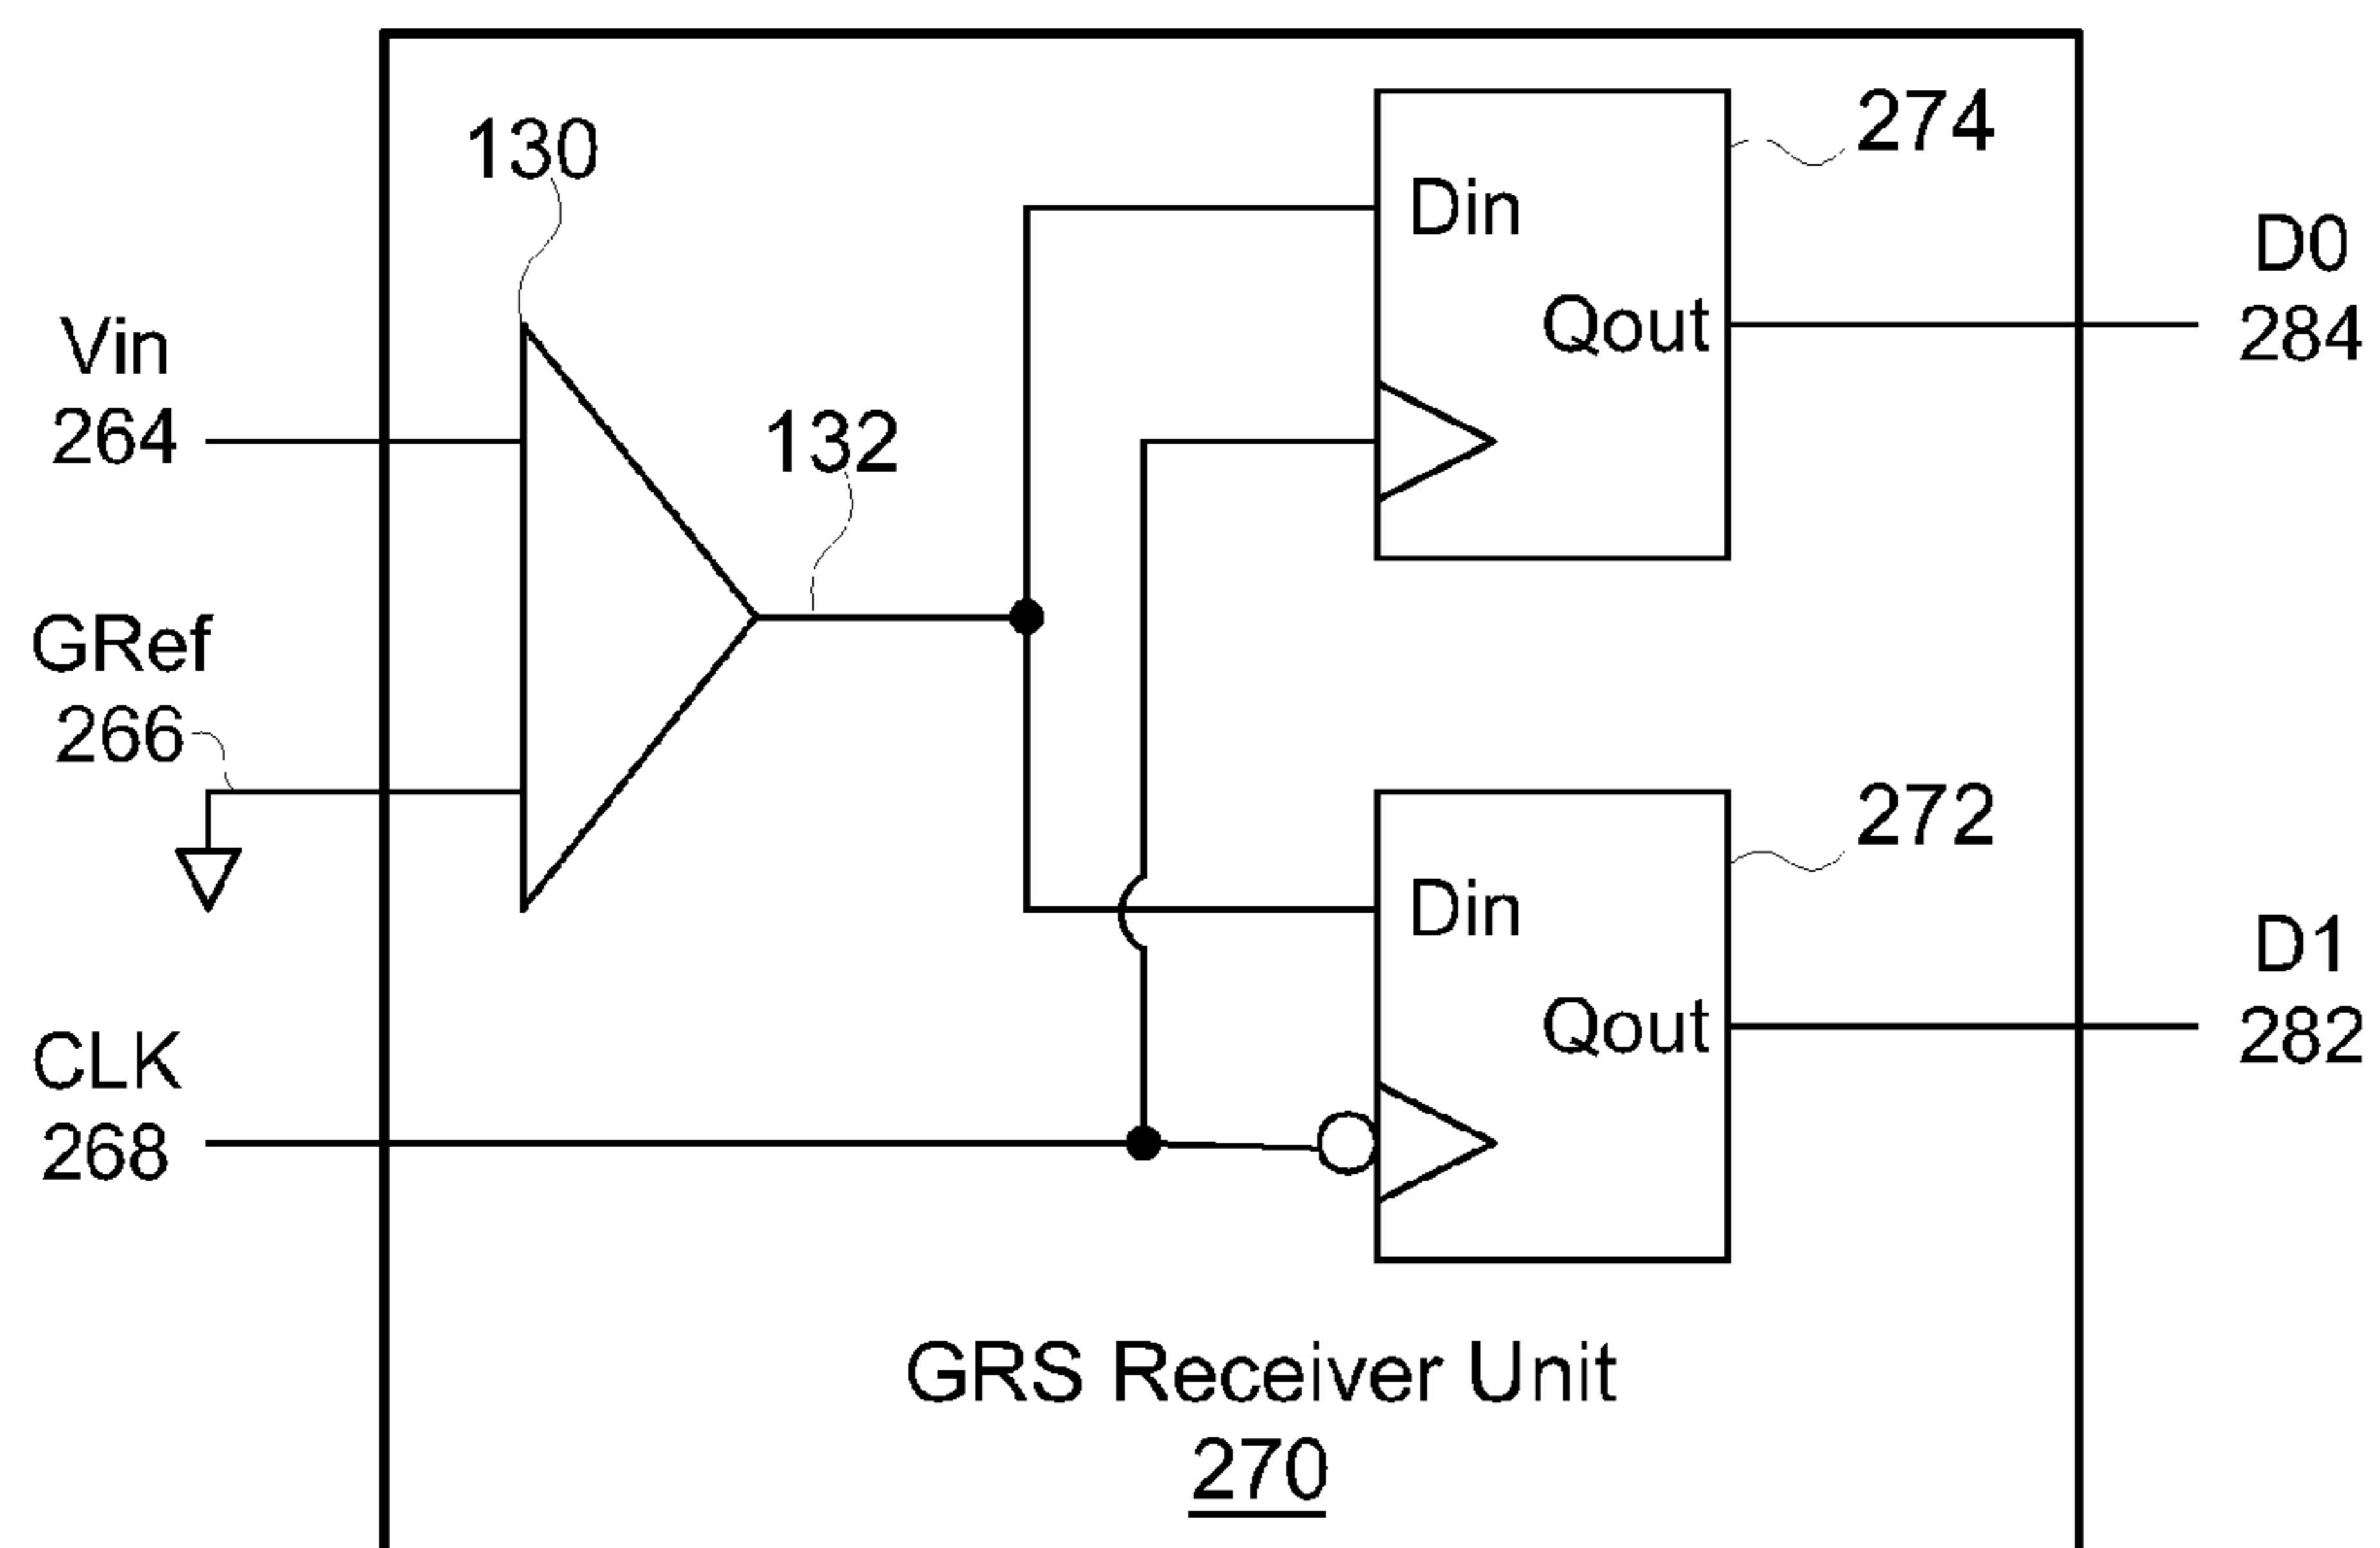 130
274
Din
Qout
D0
284
Vin
264
132
GRef
266
272
Din
Qout
D1
282
CLK
268
GRS Receiver Unit
270